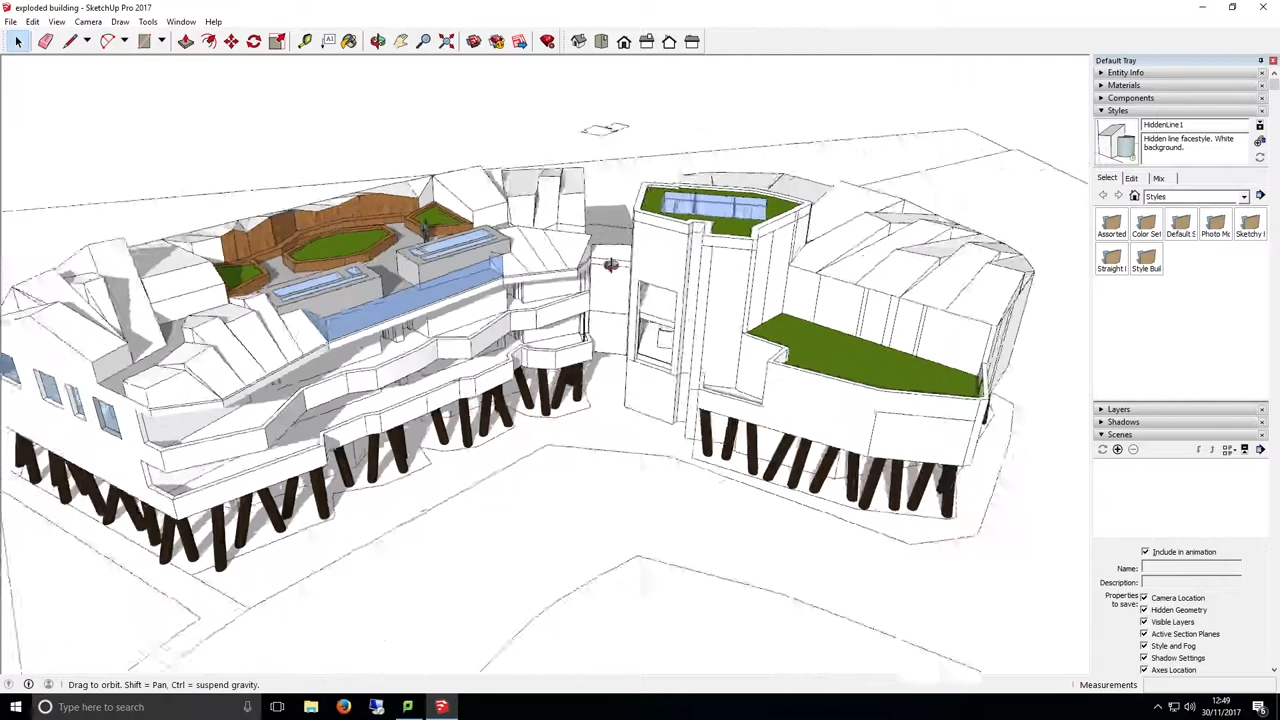 exploded building - SketchUp Pro 2017
File Edit View Camera Draw Tools Window Help
Default Tray
Entity Info
Materials
Components
Styles
HiddenLine1
Hidden line facestyle. White background.
Select Edit Mix
Styles
Assorted Color Set Default S Photo Mo Sketchy I
Straight I Style Buil
Layers
Shadows
Scenes
Include in animation
Name:
Description:
Properties to save:
Camera Location
Hidden Geometry
Visible Layers
Active Section Planes
Style and Fog
Shadow Settings
Axes Location
Drag to orbit. Shift = Pan, Ctrl = suspend gravity.
Measurements
Type here to search
12:49
30/11/2017